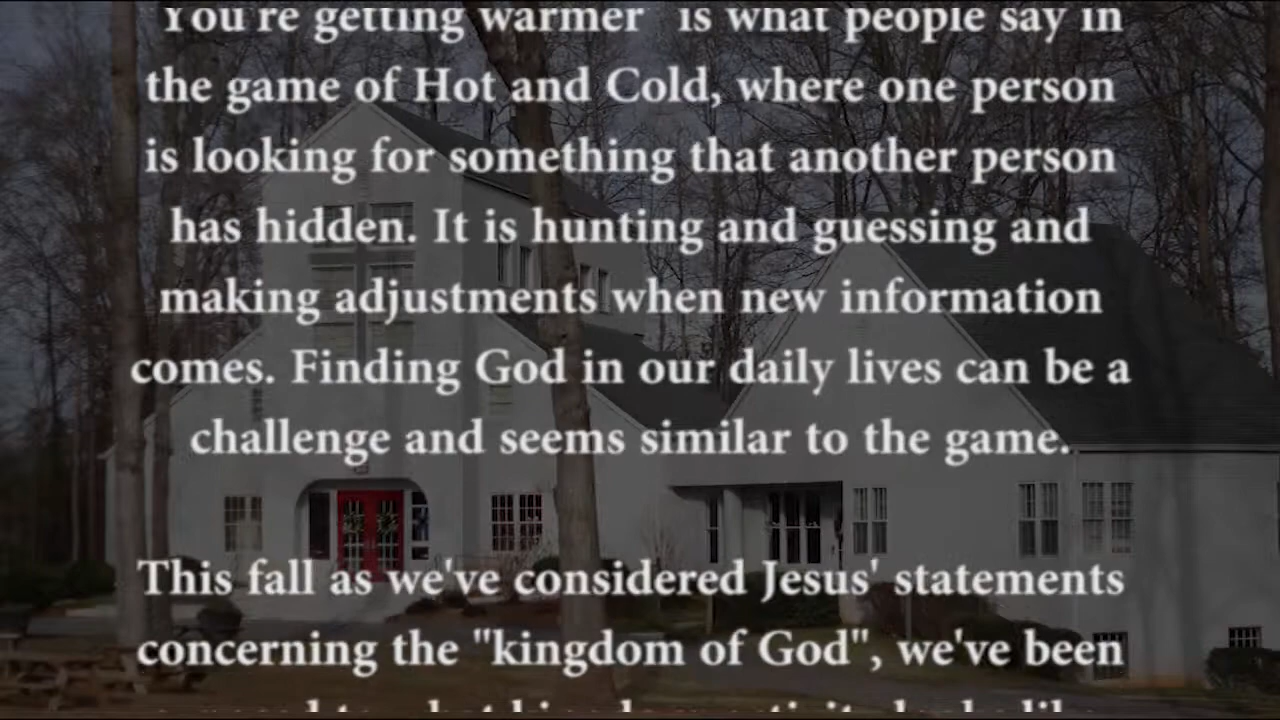 You're getting warmer" is what people say in
the game of Hot and Cold, where one person
is looking for something that another person
has hidden. It is hunting and guessing and
making adjustments when new information
comes. Finding God in our daily lives can be a
challenge and seems similar to the game.
This fall as we've considered Jesus' statements
concerning the "kingdom of God", we've been